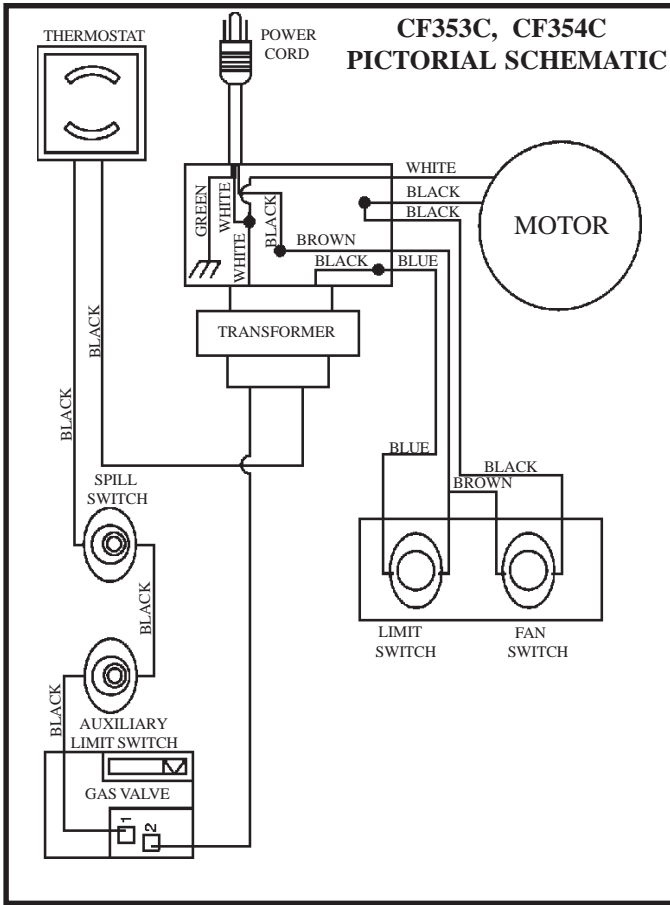 CF353C, CF354C
PICTORIAL SCHEMATIC
THERMOSTAT
POWER
CORD
WHITE
BLACK
BLACK
MOTOR
GREEN
WHITE
WHITE
BLACK
BROWN
BLACK
BLUE
TRANSFORMER
BLACK
BLACK
BLUE
BLACK
BROWN
SPILL
SWITCH
BLACK
LIMIT
SWITCH
FAN
SWITCH
BLACK
AUXILIARY
LIMIT SWITCH
GAS VALVE
1
2